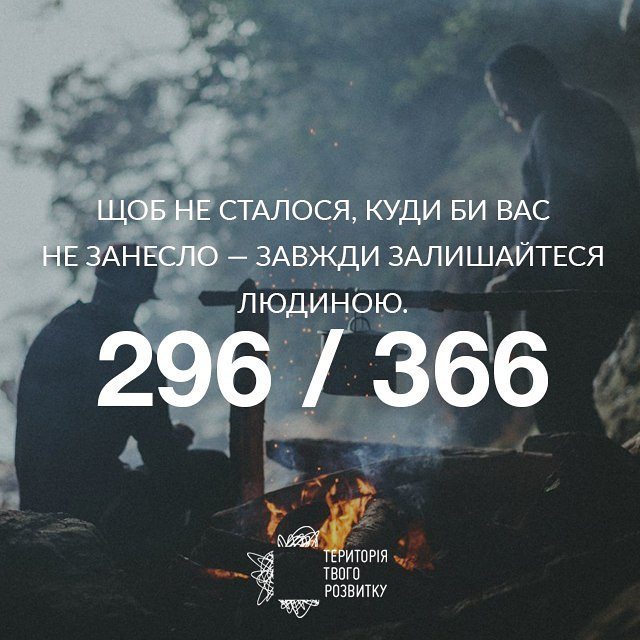 ЩОБ НЕ СТАЛОСЯ, КУДИ БИ ВАС
НЕ ЗАНЕСЛО — ЗАВЖДИ ЗАЛИШАЙТЕСЯ
ЛЮДИНОЮ.
296 / 366
ТЕРИТОРІЯ
ТВОГО
РОЗВИТКУ